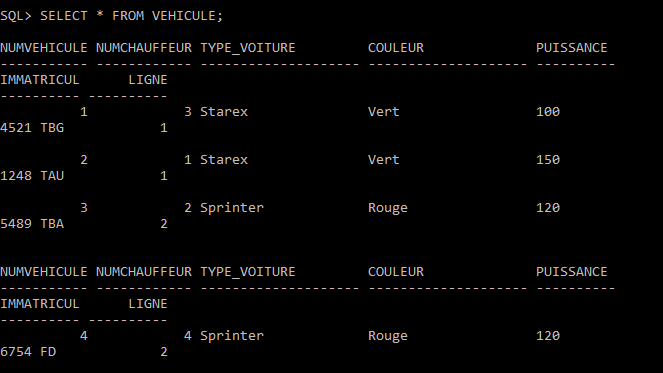 SQL> SELECT * FROM VEHICULE;
NUMVEHICULE NUMCHAUFFEUR TYPE_VOITURE         COULEUR              PUISSANCE
----------- ------------ -------------------- -------------------- ----------
IMMATRICUL      LIGNE
---------- ----------
          1            3 Starex               Vert                 100
4521 TBG            1
          2            1 Starex               Vert                 150
1248 TAU            1
          3            2 Sprinter             Rouge                120
5489 TBA            2
NUMVEHICULE NUMCHAUFFEUR TYPE_VOITURE         COULEUR              PUISSANCE
----------- ------------ -------------------- -------------------- ----------
IMMATRICUL      LIGNE
---------- ----------
          4            4 Sprinter             Rouge                120
6754 FD             2